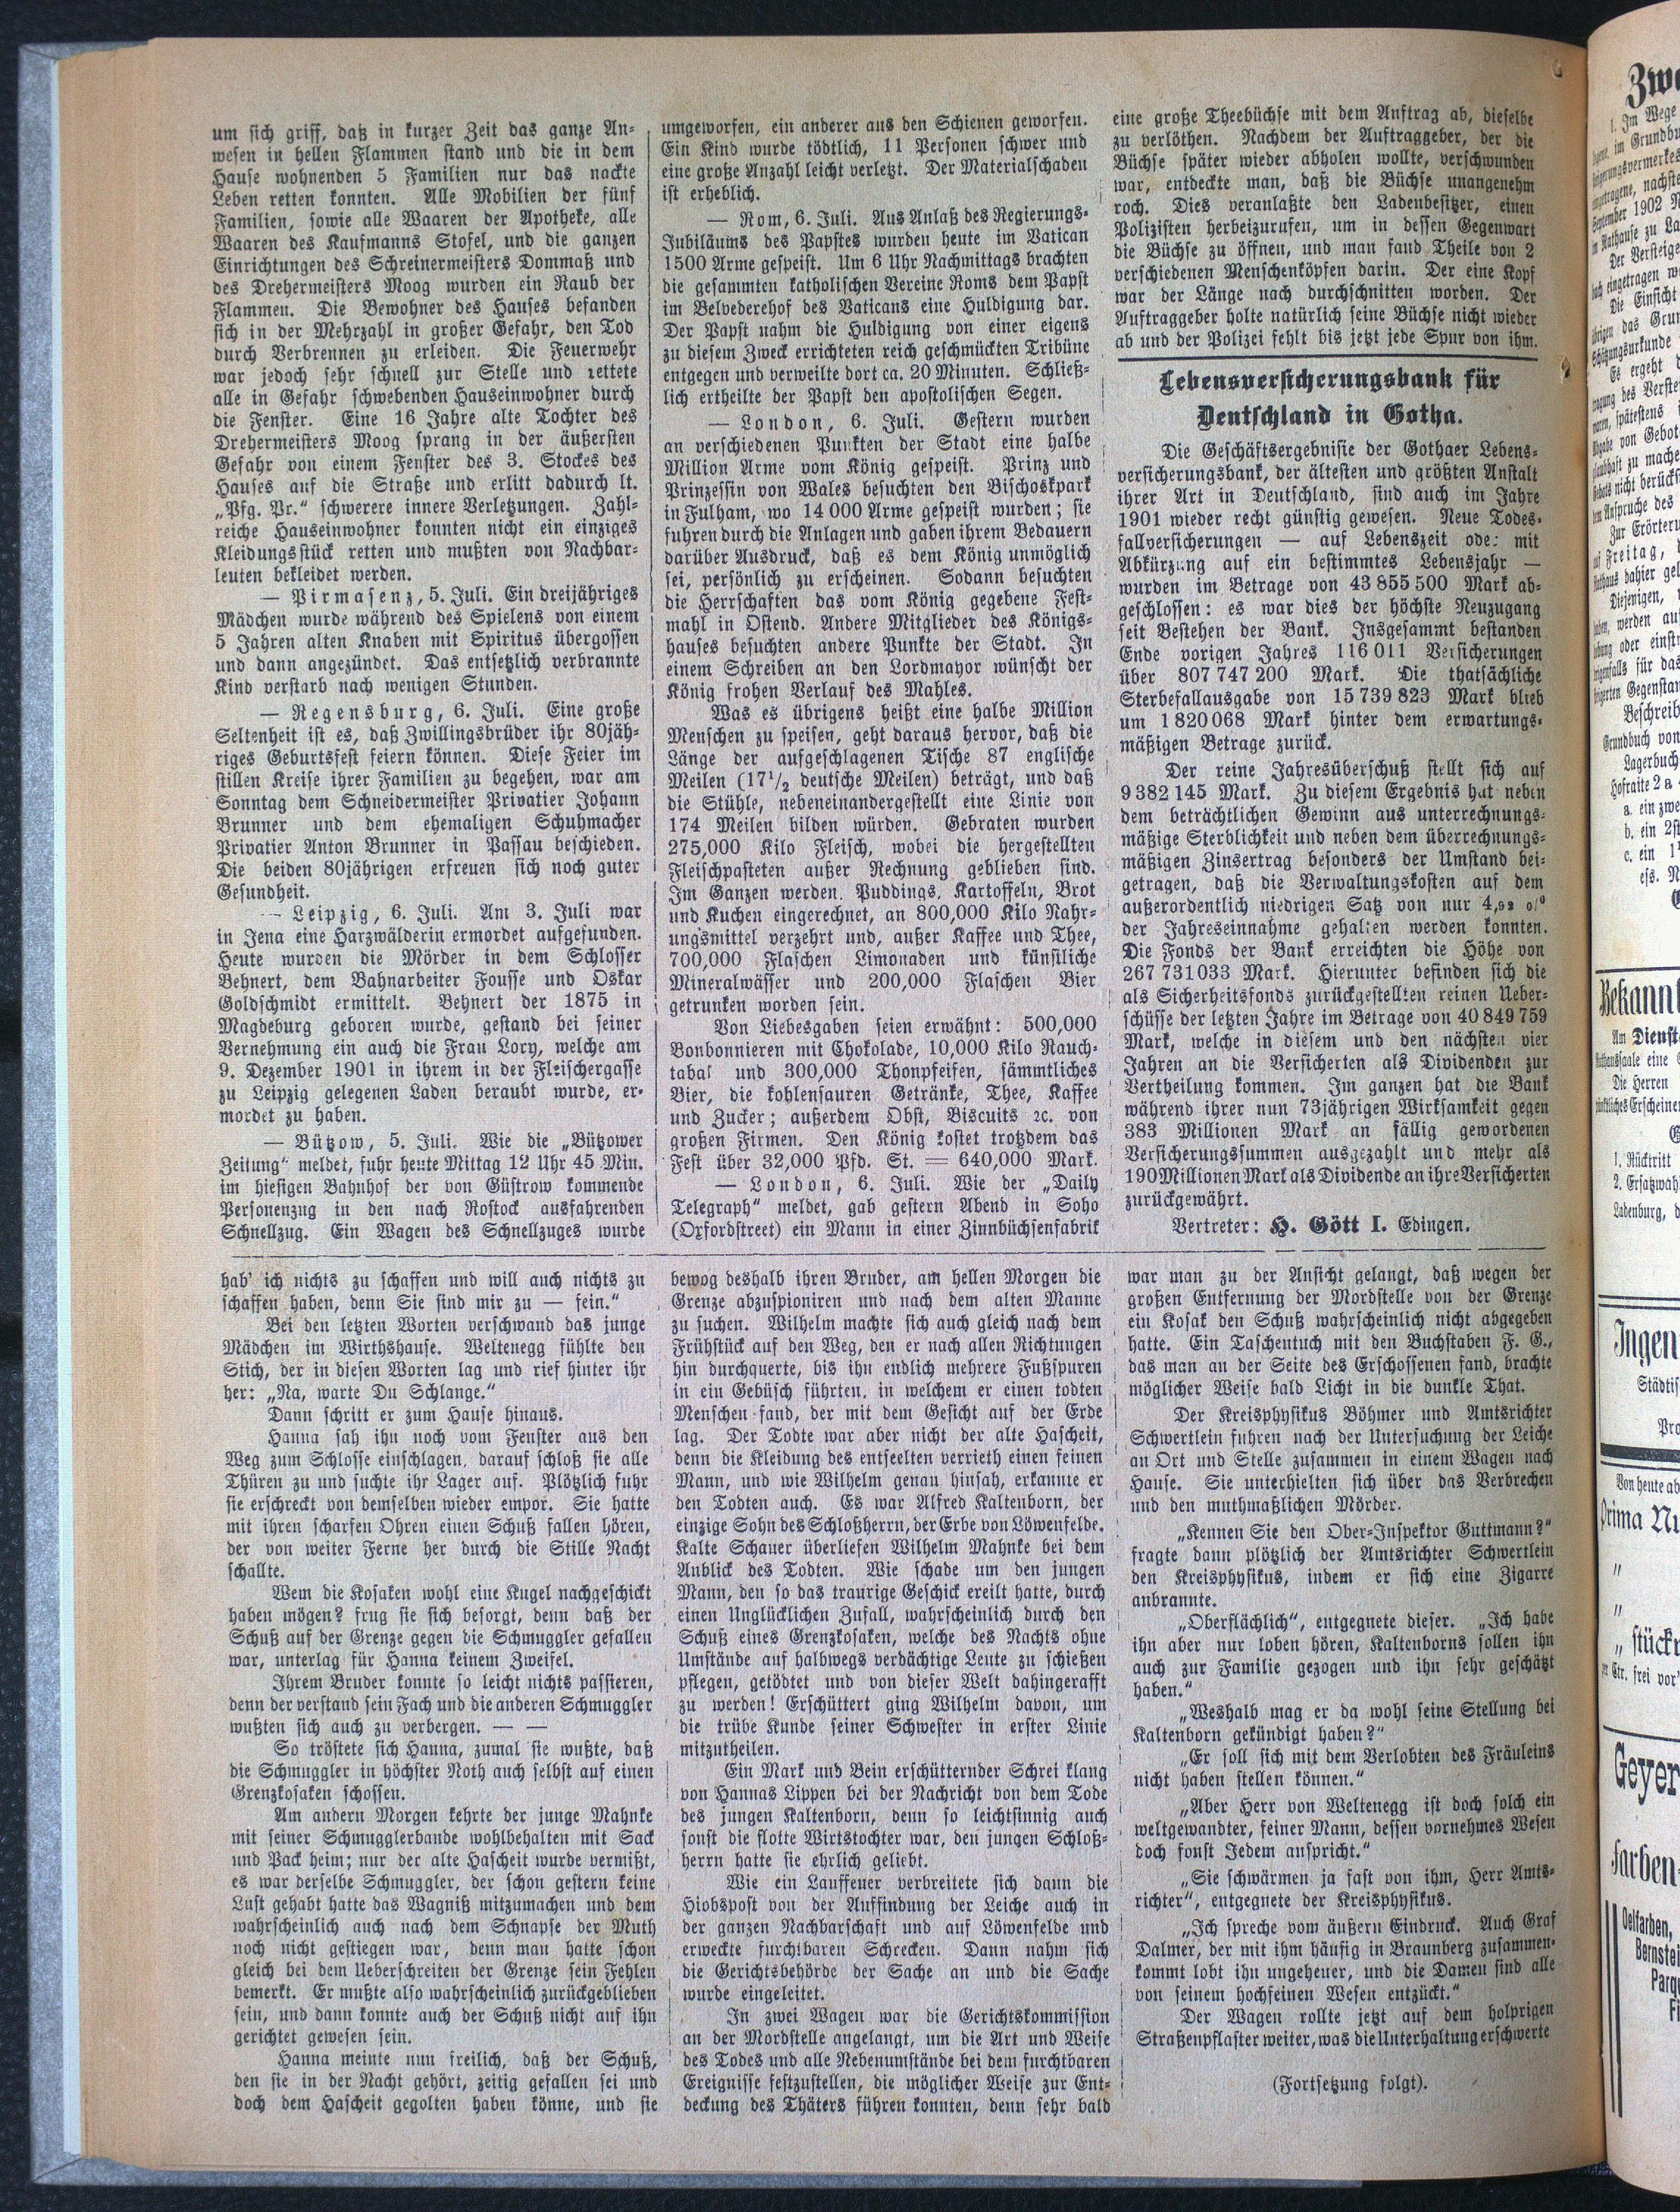 um sich griff, daß in kurzer Zeit das ganze An-
wesen in hellen Flammen stand und die in dem
Hause wohnenden 5 Familien nur das nackte
Leben retten konnten. Alle Mobilien der fünf
Familien, sowie alle Waaren der Apotheke, alle
Waaren des Kaufmanns Stofel, und die ganzen
Einrichtungen des Schreinermeisters Dommaß und
des Drehermeisters Moog wurden ein Raub der
Flammen. Die Bewohner des Hauses befanden
sich in der Mehrzahl in großer Gefahr, den Tod
durch Verbrennen zu erleiden. Die Feuerwehr
war jedoch sehr schnell zur Stelle und rettete
alle in Gefahr schwebenden Hauseinwohner durch
die Fenster. Eine 16 Jahre alte Tochter des
Drehermeisters Moog sprang in der äußersten
Gefahr von einem Fenster des 3. Stockes des
Hauses auf die Straße und erlitt dadurch lt.
„Pfg. Pr.“ schwerere innere Verletzungen. Zahl-
reiche Hauseinwohner konnten nicht ein einziges
Kleidungsstück retten und mußten von Nachbar-
leuten bekleidet werden.
— Pirmasenz, 5. Juli. Ein dreijähriges
Mädchen wurde während des Spielens von einem
5 Jahren alten Knaben mit Spiritus übergossen
und dann angezündet. Das entsetzlich verbrannte
Kind verstarb nach wenigen Stunden.
— Regensburg, 6. Juli. Eine große
Seltenheit ist es, daß Zwillingsbrüder ihr 80jäh-
riges Geburtsfest feiern können. Diese Feier im
stillen Kreise ihrer Familien zu begehen, war am
Sonntag dem Schneidermeister Privatier Johann
Brunner und dem ehemaligen Schuhmacher
Privatier Anton Brunner in Passau beschieden.
Die beiden 80jährigen erfreuen sich noch guter
Gesundheit.
— Leipzig, 6. Juli. Am 3. Juli war
in Jena eine Harzwälderin ermordet aufgefunden.
Heute wurden die Mörder in dem Schlosser
Behnert, dem Bahnarbeiter Fousse und Oskar
Goldschmidt ermittelt. Behnert der 1875 in
Magdeburg geboren wurde, gestand bei seiner
Vernehmung ein auch die Frau Lory, welche am
9. Dezember 1901 in ihrem in der Fleischergasse
zu Leipzig gelegenen Laden beraubt wurde, er-
mordet zu haben.
— Bützow, 5. Juli. Wie die „Bützower
Zeitung“ meldet, fuhr heute Mittag 12 Uhr 45 Min.
im hiesigen Bahnhof der von Güstrow kommende
Personenzug in den nach Rostock ausfahrenden
Schnellzug. Ein Wagen des Schnellzuges wurde
umgeworfen, ein anderer aus den Schienen geworfen.
Ein Kind wurde tödtlich, 11 Personen schwer und
eine große Anzahl leicht verletzt. Der Materialschaden
ist erheblich.
— Rom, 6. Juli. Aus Anlaß des Regierungs-
Jubiläums des Papstes wurden heute im Vatican
1500 Arme gespeist. Um 6 Uhr Nachmittags brachten
die gesammten katholischen Vereine Roms dem Papst
im Belvederehof des Vaticans eine Huldigung dar.
Der Papst nahm die Huldigung von einer eigens
zu diesem Zweck errichteten reich geschmückten Tribüne
entgegen und verweilte dort ca. 20 Minuten. Schließ-
lich ertheilte der Papst den apostolischen Segen.
— London, 6. Juli. Gestern wurden
an verschiedenen Punkten der Stadt eine halbe
Million Arme vom König gespeist. Prinz und
Prinzessin von Wales besuchten den Bischofspark
in Fulham, wo 14 000 Arme gespeist wurden; sie
fuhren durch die Anlagen und gaben ihrem Bedauern
darüber Ausdruck, daß es dem König unmöglich
sei, persönlich zu erscheinen. Sodann besuchten
die Herrschaften das vom König gegebene Fest-
mahl in Ostend. Andere Mitglieder des Königs-
hauses besuchten andere Punkte der Stadt. In
einem Schreiben an den Lordmayor wünscht der
König frohen Verlauf des Mahles.
Was es übrigens heißt eine halbe Million
Menschen zu speisen, geht daraus hervor, daß die
Länge der aufgeschlagenen Tische 87 englische
Meilen (17½ deutsche Meilen) beträgt, und daß
die Stühle, nebeneinandergestellt eine Linie von
174 Meilen bilden würden. Gebraten wurden
275,000 Kilo Fleisch, wobei die hergestellten
Fleischpasteten außer Rechnung geblieben sind.
Im Ganzen werden. Puddings, Kartoffeln, Brot
und Kuchen eingerechnet, an 800,000 Kilo Nahr-
ungsmittel verzehrt und, außer Kaffee und Thee,
700,000 Flaschen Limonaden und künstliche
Mineralwässer und 200,000 Flaschen Bier
getrunken worden sein.
Von Liebesgaben seien erwähnt: 500,000
Bonbonnieren mit Chokolade, 10,000 Kilo Rauch-
tabak und 300,000 Thonpfeifen, sämmtliches
Bier, die kohlensauren Getränke, Thee, Kaffee
und Zucker; außerdem Obst, Biscuits ꝛc. von
großen Firmen. Den König kostet trotzdem das
Fest über 32,000 Pfd. St. = 640,000 Mark.
— London, 6. Juli. Wie der „Daily
Telegraph“ meldet, gab gestern Abend in Soho
(Oxfordstreet) ein Mann in einer Zinnbüchsenfabrik
eine große Theebüchse mit dem Auftrag ab, dieselbe
zu verlöthen. Nachdem der Auftraggeber, der die
Büchse später wieder abholen wollte, verschwunden
war, entdeckte man, daß die Büchse unangenehm
roch. Dies veranlaßte den Ladenbesitzer, einen
Polizisten herbeizurufen, um in dessen Gegenwart
die Büchse zu öffnen, und man fand Theile von 2
verschiedenen Menschenköpfen darin. Der eine Kopf
war der Länge nach durchschnitten worden. Der
Auftraggeber holte natürlich seine Büchse nicht wieder
ab und der Polizei fehlt bis jetzt jede Spur von ihm.
Lebensversicherungsbank für
Deutschland in Gotha.
Die Geschäftsergebnisse der Gothaer Lebens-
versicherungsbank, der ältesten und größten Anstalt
ihrer Art in Deutschland, sind auch im Jahre
1901 wieder recht günstig gewesen. Neue Todes-
fallversicherungen — auf Lebenszeit oder mit
Abkürzung auf ein bestimmtes Lebensjahr —
wurden im Betrage von 43 855 500 Mark ab-
geschlossen: es war dies der höchste Neuzugang
seit Bestehen der Bank. Insgesammt bestanden
Ende vorigen Jahres 116 011 Versicherungen
über 807 747 200 Mark. Die thatsächliche
Sterbefallausgabe von 15 739 823 Mark blieb
um 1 820 068 Mark hinter dem erwartungs-
mäßigen Betrage zurück.
Der reine Jahresüberschuß stellt sich auf
9 382 145 Mark. Zu diesem Ergebnis hat neben
dem beträchtlichen Gewinn aus unterrechnungs-
mäßige Sterblichkeit und neben dem überrechnungs-
mäßigen Zinsertrag besonders der Umstand bei-
getragen, daß die Verwaltungskosten auf dem
außerordentlich niedrigen Satz von nur 4,92 %
der Jahreseinnahme gehalten werden konnten.
Die Fonds der Bank erreichten die Höhe von
267 731 033 Mark. Hierunter befinden sich die
als Sicherheitsfonds zurückgestellten reinen Ueber-
schüsse der letzten Jahre im Betrage von 40 849 759
Mark, welche in diesem und den nächsten vier
Jahren an die Versicherten als Dividenden zur
Vertheilung kommen. Im ganzen hat die Bank
während ihrer nun 73jährigen Wirksamkeit gegen
383 Millionen Mark an fällig gewordenen
Versicherungssummen ausgezahlt und mehr als
190 Millionen Mark als Dividende an ihre Versicherten
zurückgewährt.
Vertreter: H. Gött I. Edingen.
hab’ ich nichts zu schaffen und will auch nichts zu
schaffen haben, denn Sie sind mir zu — fein.“
Bei den letzten Worten verschwand das junge
Mädchen im Wirthshause. Weltenegg fühlte den
Stich, der in diesen Worten lag und rief hinter ihr
her: „Na, warte Du Schlange.“
Dann schritt er zum Hause hinaus.
Hanna sah ihn noch vom Fenster aus den
Weg zum Schlosse einschlagen, darauf schloß sie alle
Thüren zu und suchte ihr Lager auf. Plötzlich fuhr
sie erschreckt von demselben wieder empor. Sie hatte
mit ihren scharfen Ohren einen Schuß fallen hören,
der von weiter Ferne her durch die Stille Nacht
schallte.
Wem die Kosaken wohl eine Kugel nachgeschickt
haben mögen? frug sie sich besorgt, denn daß der
Schuß auf der Grenze gegen die Schmuggler gefallen
war, unterlag für Hanna keinem Zweifel.
Ihrem Bruder konnte so leicht nichts passieren,
denn der verstand sein Fach und die anderen Schmuggler
wußten sich auch zu verbergen. — —
So tröstete sich Hanna, zumal sie wußte, daß
die Schmuggler in höchster Noth auch selbst auf einen
Grenzkosaken schossen.
Am andern Morgen kehrte der junge Mahnke
mit seiner Schmugglerbande wohlbehalten mit Sack
und Pack heim; nur der alte Hascheit wurde vermißt,
es war derselbe Schmuggler, der schon gestern keine
Lust gehabt hatte das Wagniß mitzumachen und dem
wahrscheinlich auch nach dem Schnapse der Muth
noch nicht gestiegen war, denn man hatte schon
gleich bei dem Ueberschreiten der Grenze sein Fehlen
bemerkt. Er mußte also wahrscheinlich zurückgeblieben
sein, und dann konnte auch der Schuß nicht auf ihn
gerichtet gewesen sein.
Hanna meinte nun freilich, daß der Schuß,
den sie in der Nacht gehört, zeitig gefallen sei und
doch dem Hascheit gegolten haben könne, und sie
bewog deshalb ihren Bruder, am hellen Morgen die
Grenze abzuspionieren und nach dem alten Manne
zu suchen. Wilhelm machte sich auch gleich nach dem
Frühstück auf den Weg, den er nach allen Richtungen
hin durchquerte, bis ihn endlich mehrere Fußspuren
in ein Gebüsch führten, in welchem er einen todten
Menschen fand, der mit dem Gesicht auf der Erde
lag. Der Todte war aber nicht der alte Hascheit,
denn die Kleidung des entseelten verrieth einen feinen
Mann, und wie Wilhelm genau hinsah, erkannte er
den Todten auch. Es war Alfred Kaltenborn, der
einzige Sohn des Schloßherrn, der Erbe von Löwenfelde.
Kalte Schauer überliefen Wilhelm Mahnke bei dem
Anblick des Todten. Wie schade um den jungen
Mann, den so das traurige Geschick ereilt hatte, durch
einen Unglücklichen Zufall, wahrscheinlich durch den
Schuß eines Grenzkosaken, welche des Nachts ohne
Umstände auf halbwegs verdächtige Leute zu schießen
pflegen, getödtet und von dieser Welt dahingerafft
zu werden! Erschüttert ging Wilhelm davon, um
die trübe Kunde seiner Schwester in erster Linie
mitzutheilen.
Ein Mark und Bein erschütternder Schrei klang
von Hannas Lippen bei der Nachricht von dem Tode
des jungen Kaltenborn, denn so leichtsinnig auch
sonst die flotte Wirtstochter war, den jungen Schloß-
herrn hatte sie ehrlich geliebt.
Wie ein Lauffeuer verbreitete sich dann die
Hiobspost von der Auffindung der Leiche auch in
der ganzen Nachbarschaft und auf Löwenfelde und
erweckte furchtbaren Schrecken. Dann nahm sich
die Gerichtsbehörde der Sache an und die Sache
wurde eingeleitet.
In zwei Wagen war die Gerichtskommission
an der Mordstelle angelangt, um die Art und Weise
des Todes und alle Nebenumstände bei dem furchtbaren
Ereignisse festzustellen, die möglicher Weise zur Ent-
deckung des Thäters führen konnten, denn sehr bald
war man zu der Ansicht gelangt, daß wegen der
großen Entfernung der Mordstelle von der Grenze
ein Kosak den Schuß wahrscheinlich nicht abgegeben
hatte. Ein Taschentuch mit den Buchstaben F. G.,
das man an der Seite des Erschossenen fand, brachte
möglicher Weise bald Licht in die dunkle That.
Der Kreisphysikus Böhmer und Amtsrichter
Schwertlein fuhren nach der Untersuchung der Leiche
an Ort und Stelle zusammen in einem Wagen nach
Hause. Sie unterhielten sich über das Verbrechen
und den muthmaßlichen Mörder.
„Kennen Sie den Ober-Inspektor Guttmann?“
fragte dann plötzlich der Amtsrichter Schwertlein
den Kreisphysikus, indem er sich eine Zigarre
anbrannte.
„Oberflächlich“, entgegnete dieser. „Ich habe
ihn aber nur loben hören, Kaltenborns sollen ihn
auch zur Familie gezogen und ihn sehr geschätzt
haben.“
„Weshalb mag er da wohl seine Stellung bei
Kaltenborn gekündigt haben?“
„Er soll sich mit dem Verlobten des Fräuleins
nicht haben stellen können.“
„Aber Herr von Weltenegg ist doch solch ein
weltgewandter, feiner Mann, dessen vornehmes Wesen
doch sonst Jedem anspricht.“
„Sie schwärmen ja fast von ihm, Herr Amts-
richter“, entgegnete der Kreisphysikus.
„Ich spreche vom äußern Eindruck. Auch Graf
Dalmer, der mit ihm häufig in Braunberg zusammen-
kommt lobt ihn ungeheuer, und die Damen sind alle
von seinem hochfeinen Wesen entzückt.“
Der Wagen rollte jetzt auf dem holprigen
Straßenpflaster weiter, was die Unterhaltung erschwerte
(Fortsetzung folgt).